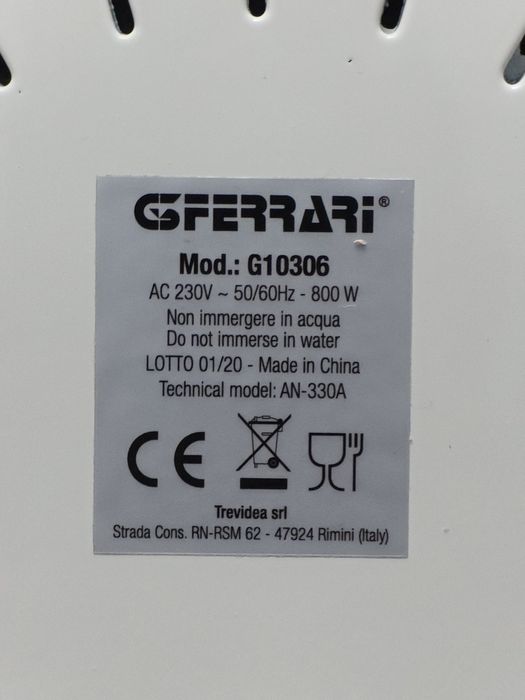 G3FERRARI®
Mod.: G10306
AC 230V ~ 50/60Hz - 800 W
Non immergere in acqua
Do not immerse in water
LOTTO 01/20 - Made in China
Technical model: AN-330A
CE
Trevidea srl
Strada Cons. RN-RSM 62 - 47924 Rimini (Italy)